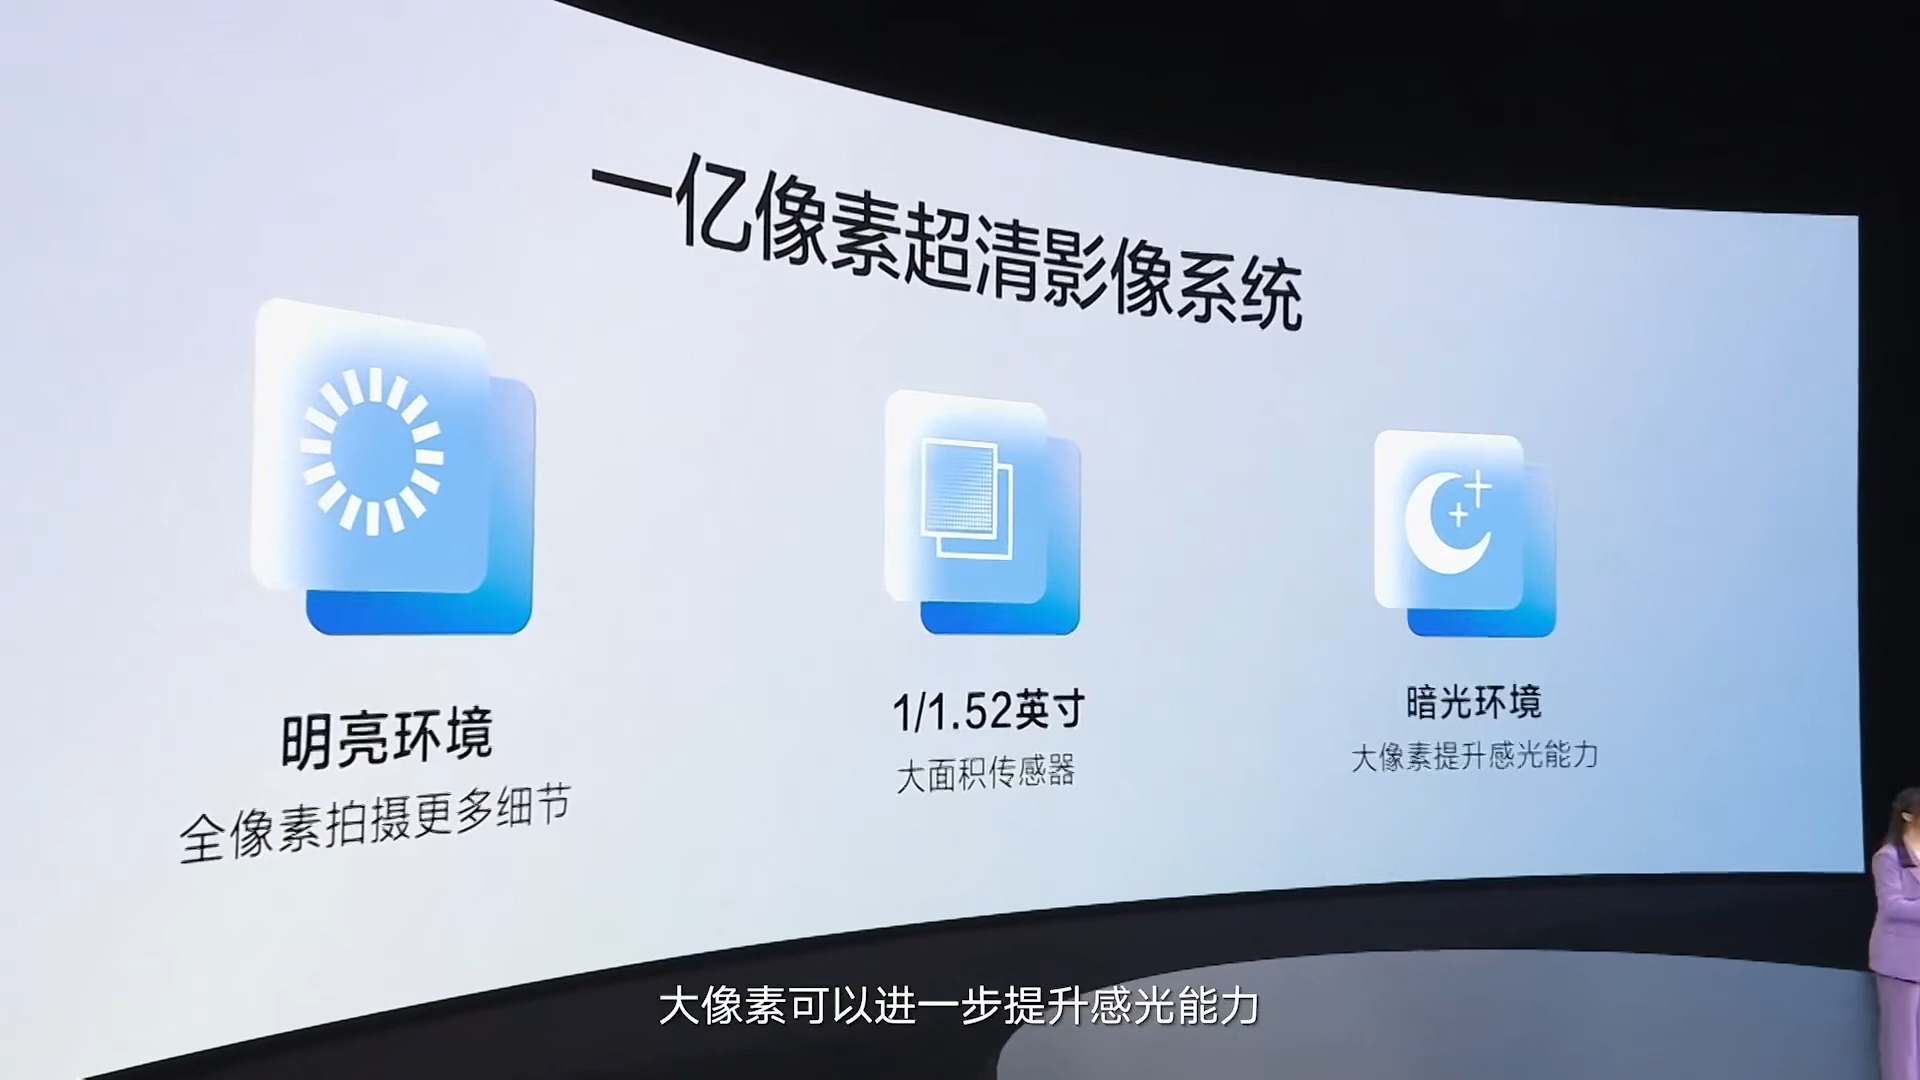 一亿像素超清影像系统
明亮环境
全像素拍摄更多细节
1/1.52英寸
大面积传感器
暗光环境
大像素提升感光能力
大像素可以进一步提升感光能力